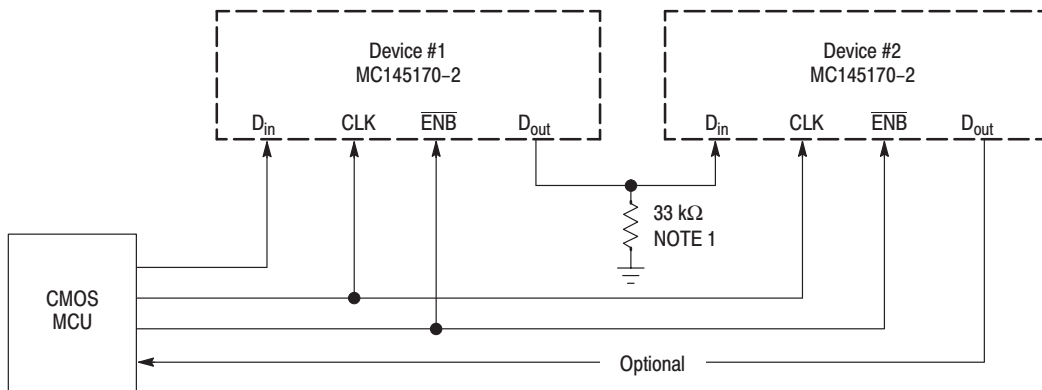 Device #1
MC145170–2
Din CLK ENB Dout
Device #2
MC145170–2
Din CLK ENB Dout
33 kΩ
NOTE 1
CMOS
MCU
Optional